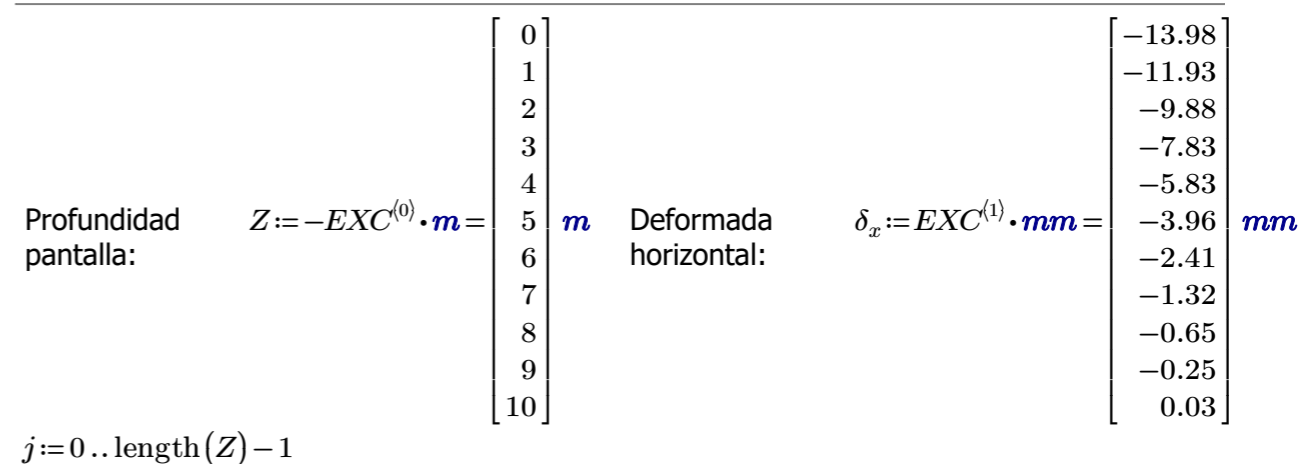 Profundidad pantalla: Z := −EXC⟨0⟩ · m = [0 1 2 3 4 5 6 7 8 9 10] m
Deformada horizontal: δx := EXC⟨1⟩ · mm = [−13.98 −11.93 −9.88 −7.83 −5.83 −3.96 −2.41 −1.32 −0.65 −0.25 0.03] mm
j := 0 .. length(Z) − 1